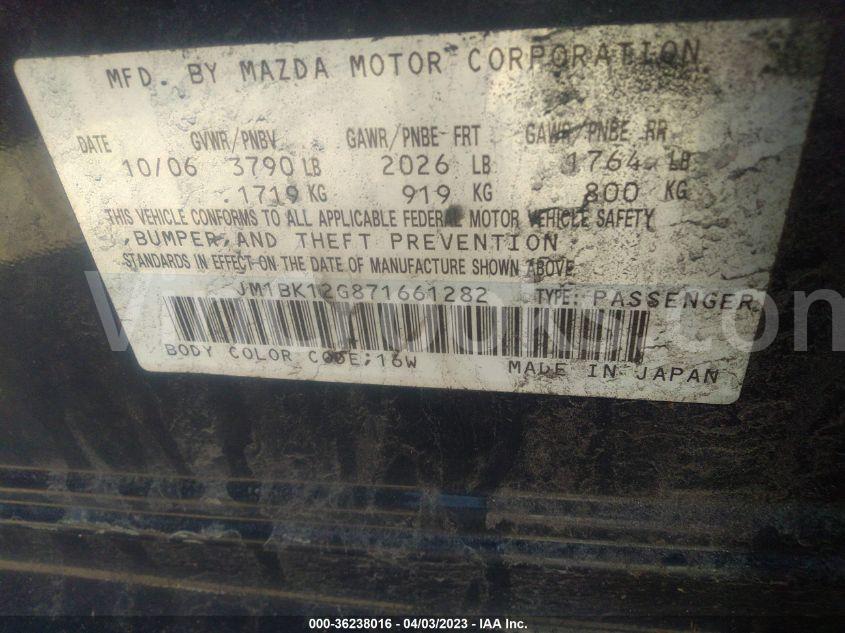 MFD. BY MAZDA MOTOR CORPORATION
DATE GVWR/PNBV GAWR/PNBE FRT GAWR/PNBE RR
10/06 3790 LB 2026 LB 1764 LB
1719 KG 919 KG 800 KG
THIS VEHICLE CONFORMS TO ALL APPLICABLE FEDERAL MOTOR VEHICLE SAFETY
,BUMPER,AND THEFT PREVENTION
STANDARDS IN EFFECT ON THE DATE OF MANUFACTURE SHOWN ABOVE.
JM1BK12G871661282 TYPE: PASSENGER
BODY COLOR CODE;16W MADE IN JAPAN
000-36238016 - 04/03/2023 - IAA Inc.